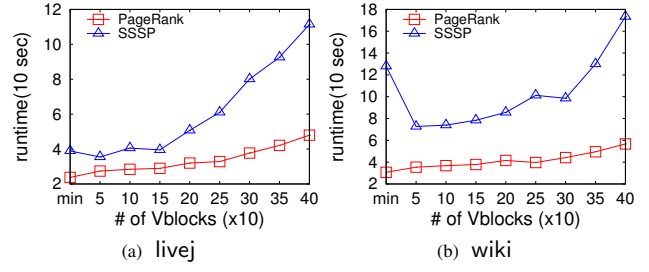 12
10
8
6
4
2
runtime(10 sec)
PageRank
SSSP
min 5 10 15 20 25 30 35 40
# of Vblocks (x10)
(a) livej
18
16
14
12
10
8
6
4
2
runtime(10 sec)
PageRank
SSSP
min 5 10 15 20 25 30 35 40
# of Vblocks (x10)
(b) wiki